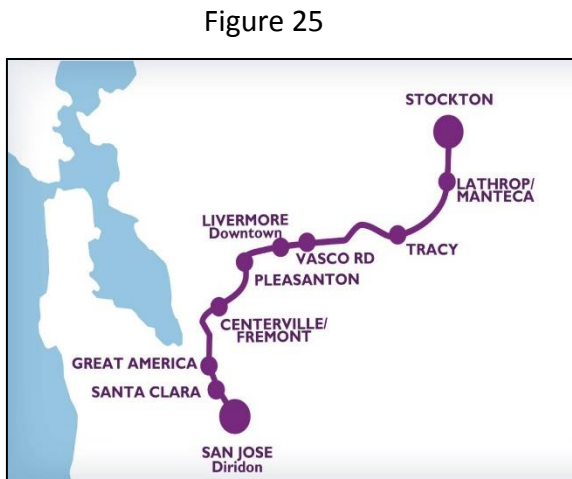 Figure 25
STOCKTON
LATHROP/
MANTECA
TRACY
LIVERMORE
Downtown
VASCO RD
PLEASANTON
CENTERVILLE/
FREMONT
GREAT AMERICA
SANTA CLARA
SAN JOSE
Diridon